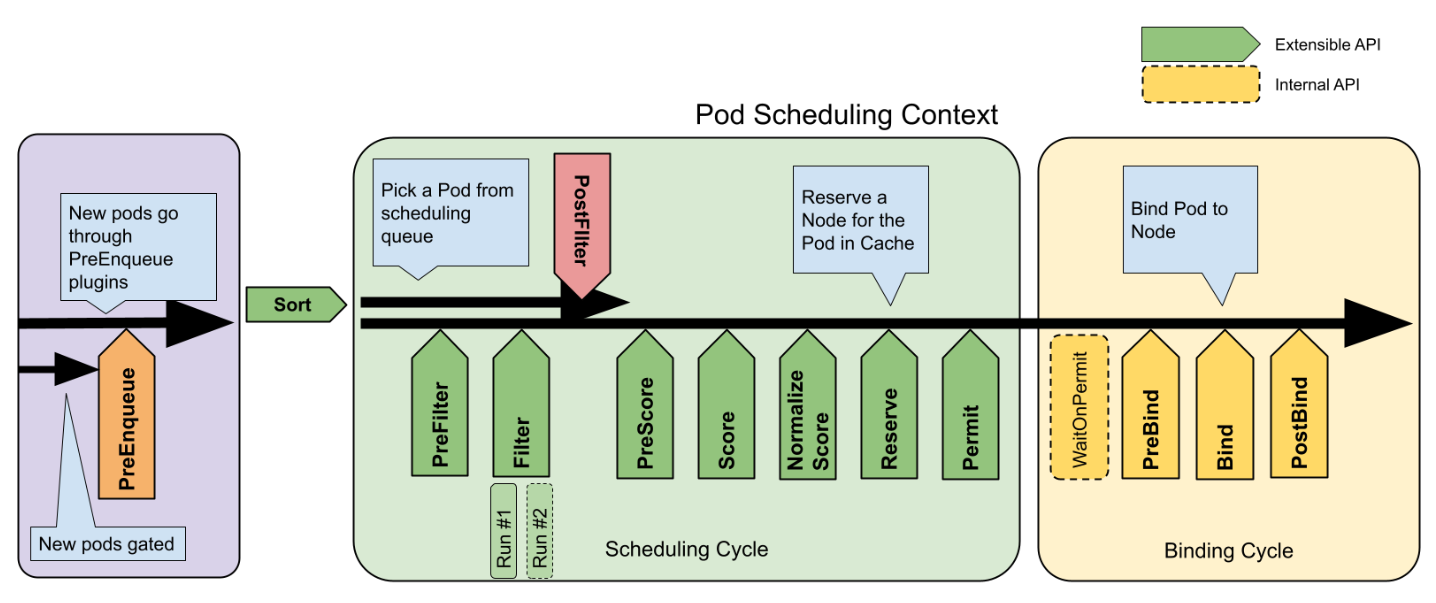 Extensible API
Internal API
Pod Scheduling Context
New pods go
through
PreEnqueue
plugins
PreEnqueue
New pods gated
Sort
Pick a Pod from
scheduling
queue
PostFIlter
Reserve a
Node for the
Pod in Cache
PreFilter
Filter
Run #1
Run #2
PreScore
Score
Normalize
Score
Reserve
Permit
Scheduling Cycle
Bind Pod to
Node
WaitOnPermit
PreBind
Bind
PostBind
Binding Cycle